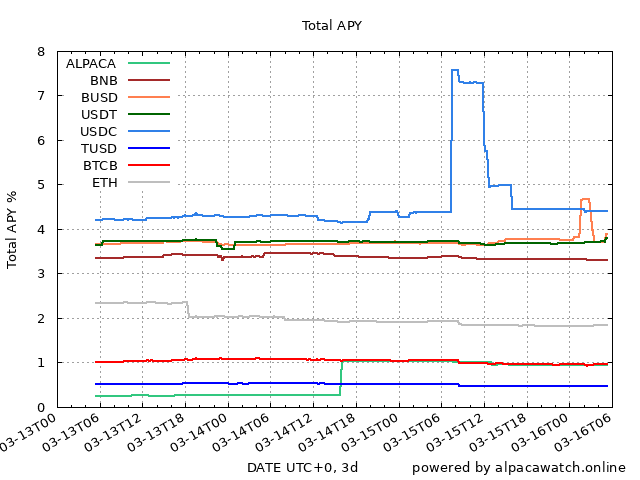 Total APY
8
7
6
5
4
3
2
1
0
Total APY %
ALPACA
BNB
BUSD
USDT
USDC
TUSD
BTCB
ETH
03-13T00
03-13T06
03-13T12
03-13T18
03-14T00
03-14T06
03-14T12
03-14T18
03-15T00
03-15T06
03-15T12
03-15T18
03-16T00
03-16T06
DATE UTC+0, 3d
powered by alpacawatch.online